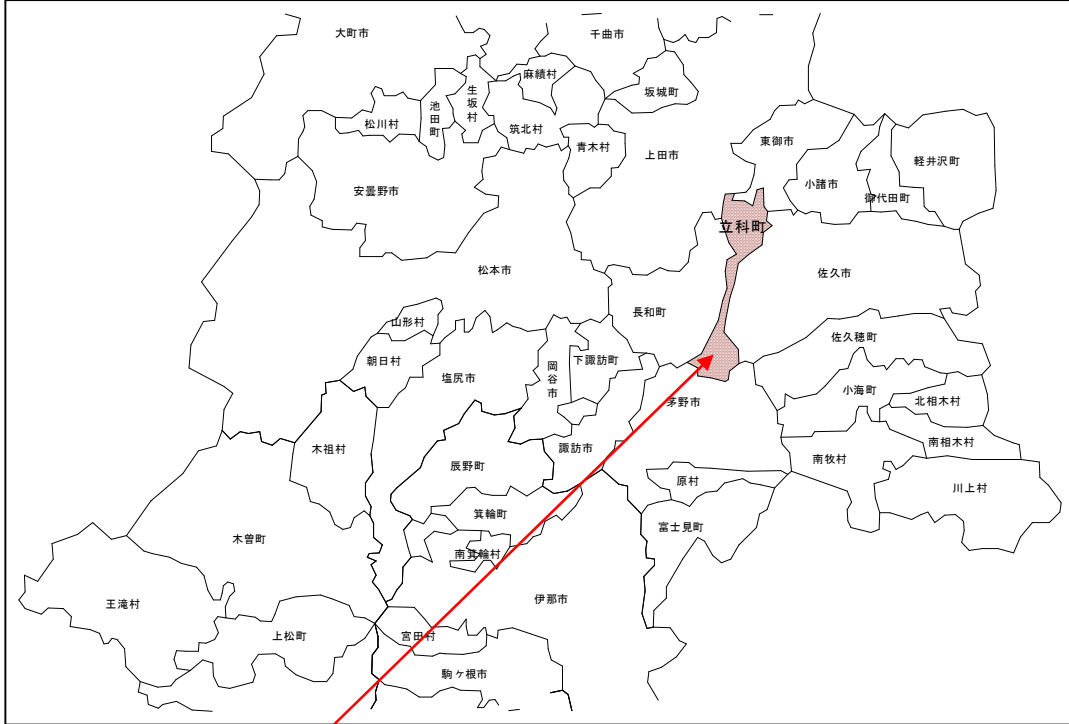 大町市
千曲市
麻績村
生坂村
坂城町
池田町
松川村
筑北村
東御市
青木村
上田市
軽井沢町
小諸市
安曇野市
御代田町
立科町
松本市
佐久市
長和町
山形村
佐久穂町
朝日村
下諏訪町
岡谷市
塩尻市
小海町
茅野市
北相木村
木祖村
諏訪市
南相木村
辰野町
南牧村
原村
川上村
箕輪町
富士見町
木曽町
南箕輪村
伊那市
王滝村
上松町
宮田村
駒ヶ根市